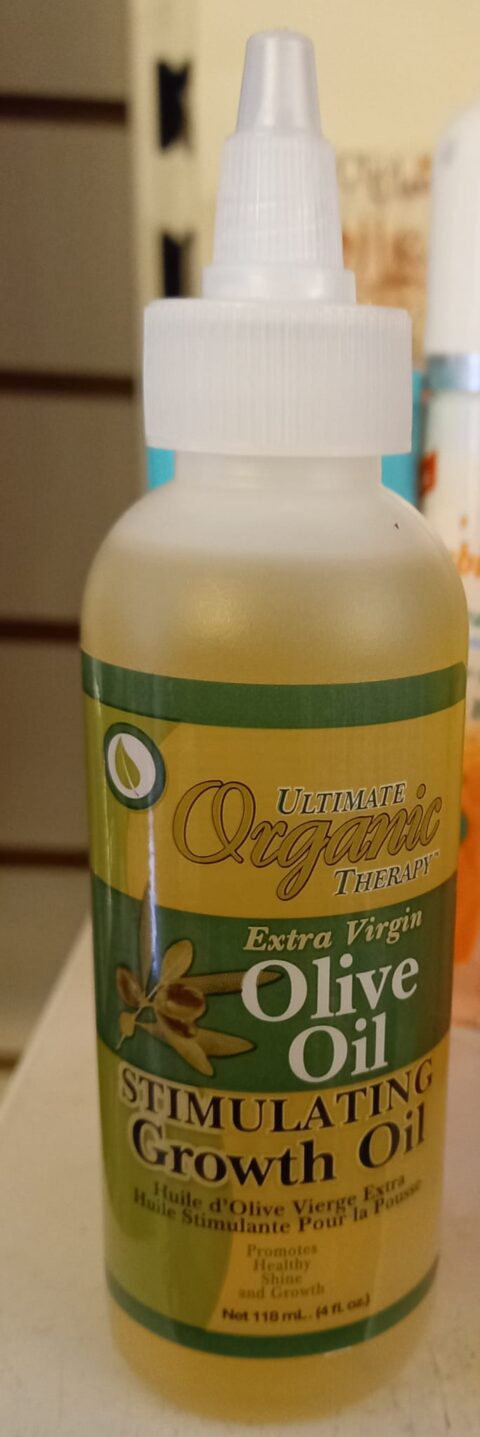 ULTIMATE
Organic
THERAPY™
Extra Virgin
Olive
Oil
STIMULATING
Growth Oil
Huile d'Olive Vierge Extra
Huile Stimulante Pour la Pousse
Promotes
Healthy
Shine
and Growth
Net 118 mL. (4 fl. oz.)